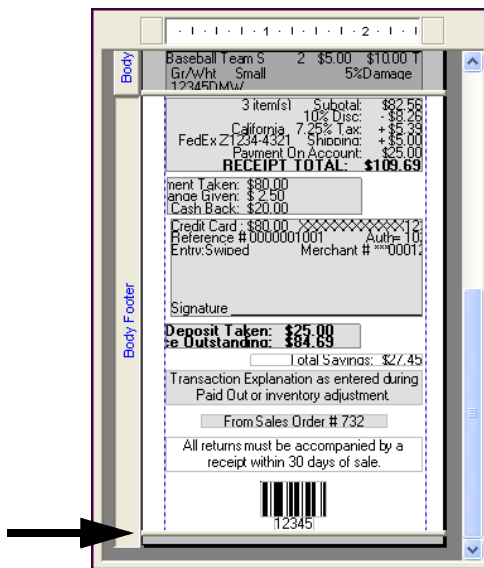 1 2
Body
Baseball Team S 2 $5.00 $10.00 T
Gr/Wht Small 5%Damage
12345DMW
3 item(s) Subotal: $82.56
10% Disc: - $8.26
California 7.25% Tax: + $5.39
FedEx Z1234-4321 Shipping: + $5.00
Payment On Account: $25.00
RECEIPT TOTAL: $109.69
ment Taken: $80.00
ange Given: $ 2.50
Cash Back: $20.00
Credit Card : $80.00 XXXXXXXXXXXX12
Reference # 0000001001 Auth= 10
Entry:Swiped Merchant # ***00012
Signature
Body Footer
Deposit Taken: $25.00
ce Outstanding: $84.69
Total Savings: $27.45
Transaction Explanation as entered during
Paid Out or inventory adjustment
From Sales Order # 732
All returns must be accompanied by a
receipt within 30 days of sale.
12345